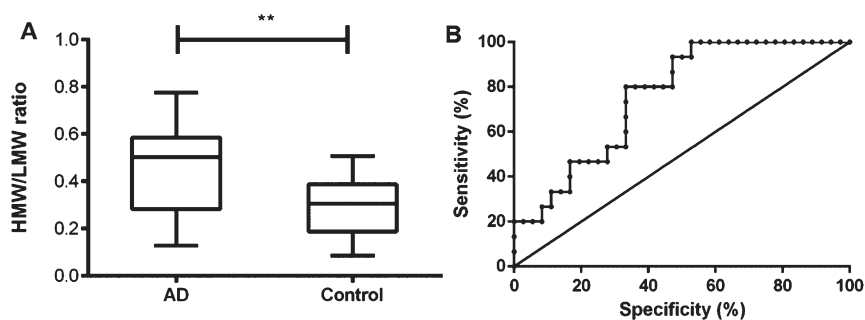 A
**
1.0
0.8
0.6
0.4
0.2
0.0
HMW/LMW ratio
AD Control
B
100
80
60
40
20
0
Sensitivity (%)
0 20 40 60 80 100
Specificity (%)